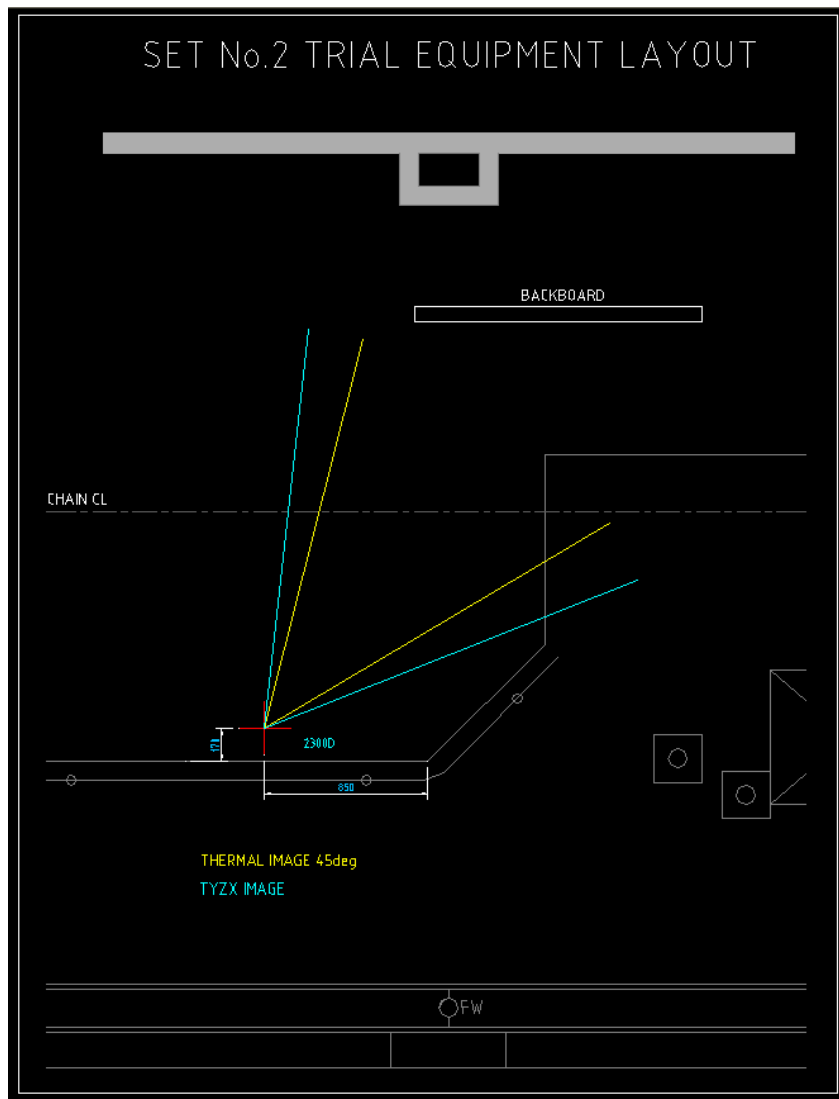 SET No.2 TRIAL EQUIPMENT LAYOUT
BACKBOARD
CHAIN CL
2300D
850
THERMAL IMAGE 45deg
TYZX IMAGE
FW